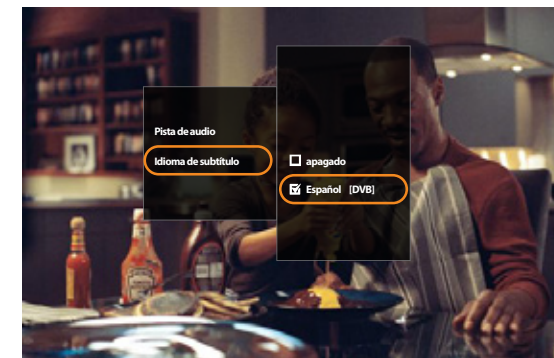 Pista de audio
Idioma de subtítulo
apagado
Español [DVB]